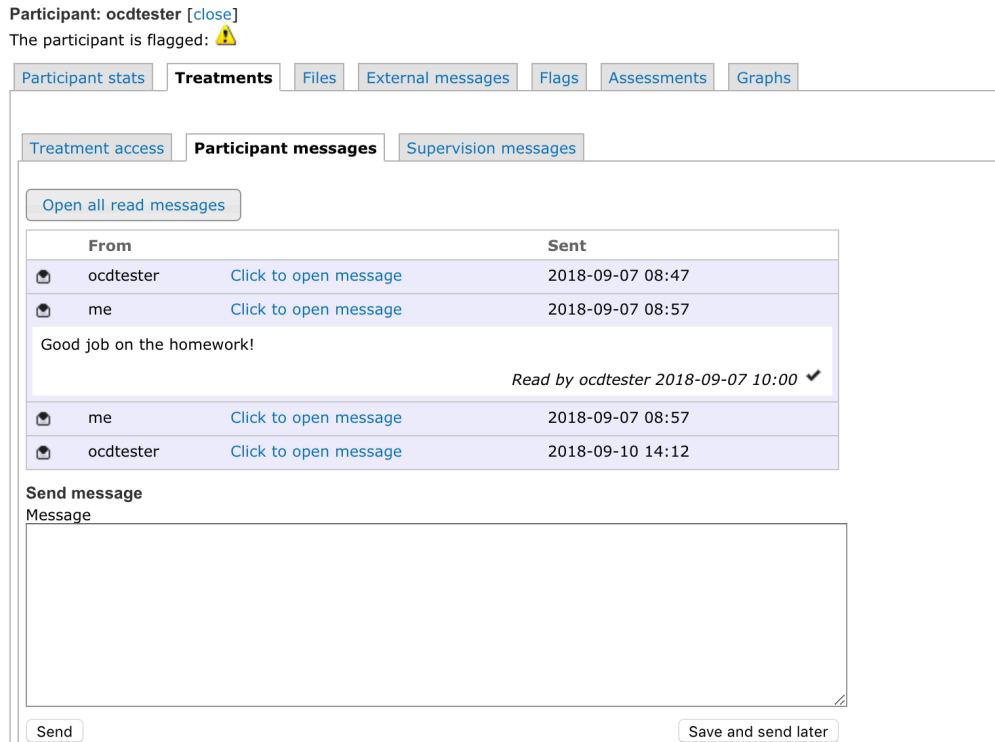 Participant: ocdtester [close]
The participant is flagged:
Participant stats Treatments Files External messages Flags Assessments Graphs
Treatment access Participant messages Supervision messages
Open all read messages
From Sent
ocdtester Click to open message 2018-09-07 08:47
me Click to open message 2018-09-07 08:57
Good job on the homework!
Read by ocdtester 2018-09-07 10:00
me Click to open message 2018-09-07 08:57
ocdtester Click to open message 2018-09-10 14:12
Send message
Message
Send Save and send later